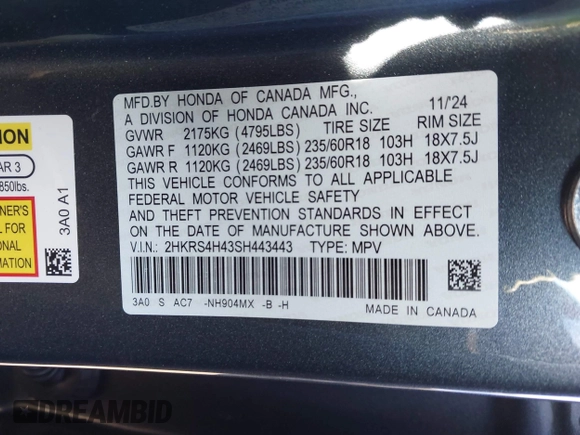 MFD.BY HONDA OF CANADA MFG.,
A DIVISION OF HONDA CANADA INC. 11/'24
GVWR 2175KG (4795LBS) TIRE SIZE RIM SIZE
GAWR F 1120KG (2469LBS) 235/60R18 103H 18X7.5J
GAWR R 1120KG (2469LBS) 235/60R18 103H 18X7.5J
THIS VEHICLE CONFORMS TO ALL APPLICABLE
FEDERAL MOTOR VEHICLE SAFETY
AND THEFT PREVENTION STANDARDS IN EFFECT
ON THE DATE OF MANUFACTURE SHOWN ABOVE.
V.I.N.: 2HKRS4H43SH443443 TYPE: MPV
3A0 S AC7 -NH904MX -B -H MADE IN CANADA
ION
AR 3
850lbs.
NER'S
L FOR
ONAL
MATION
3A0 A1
DREAMBID